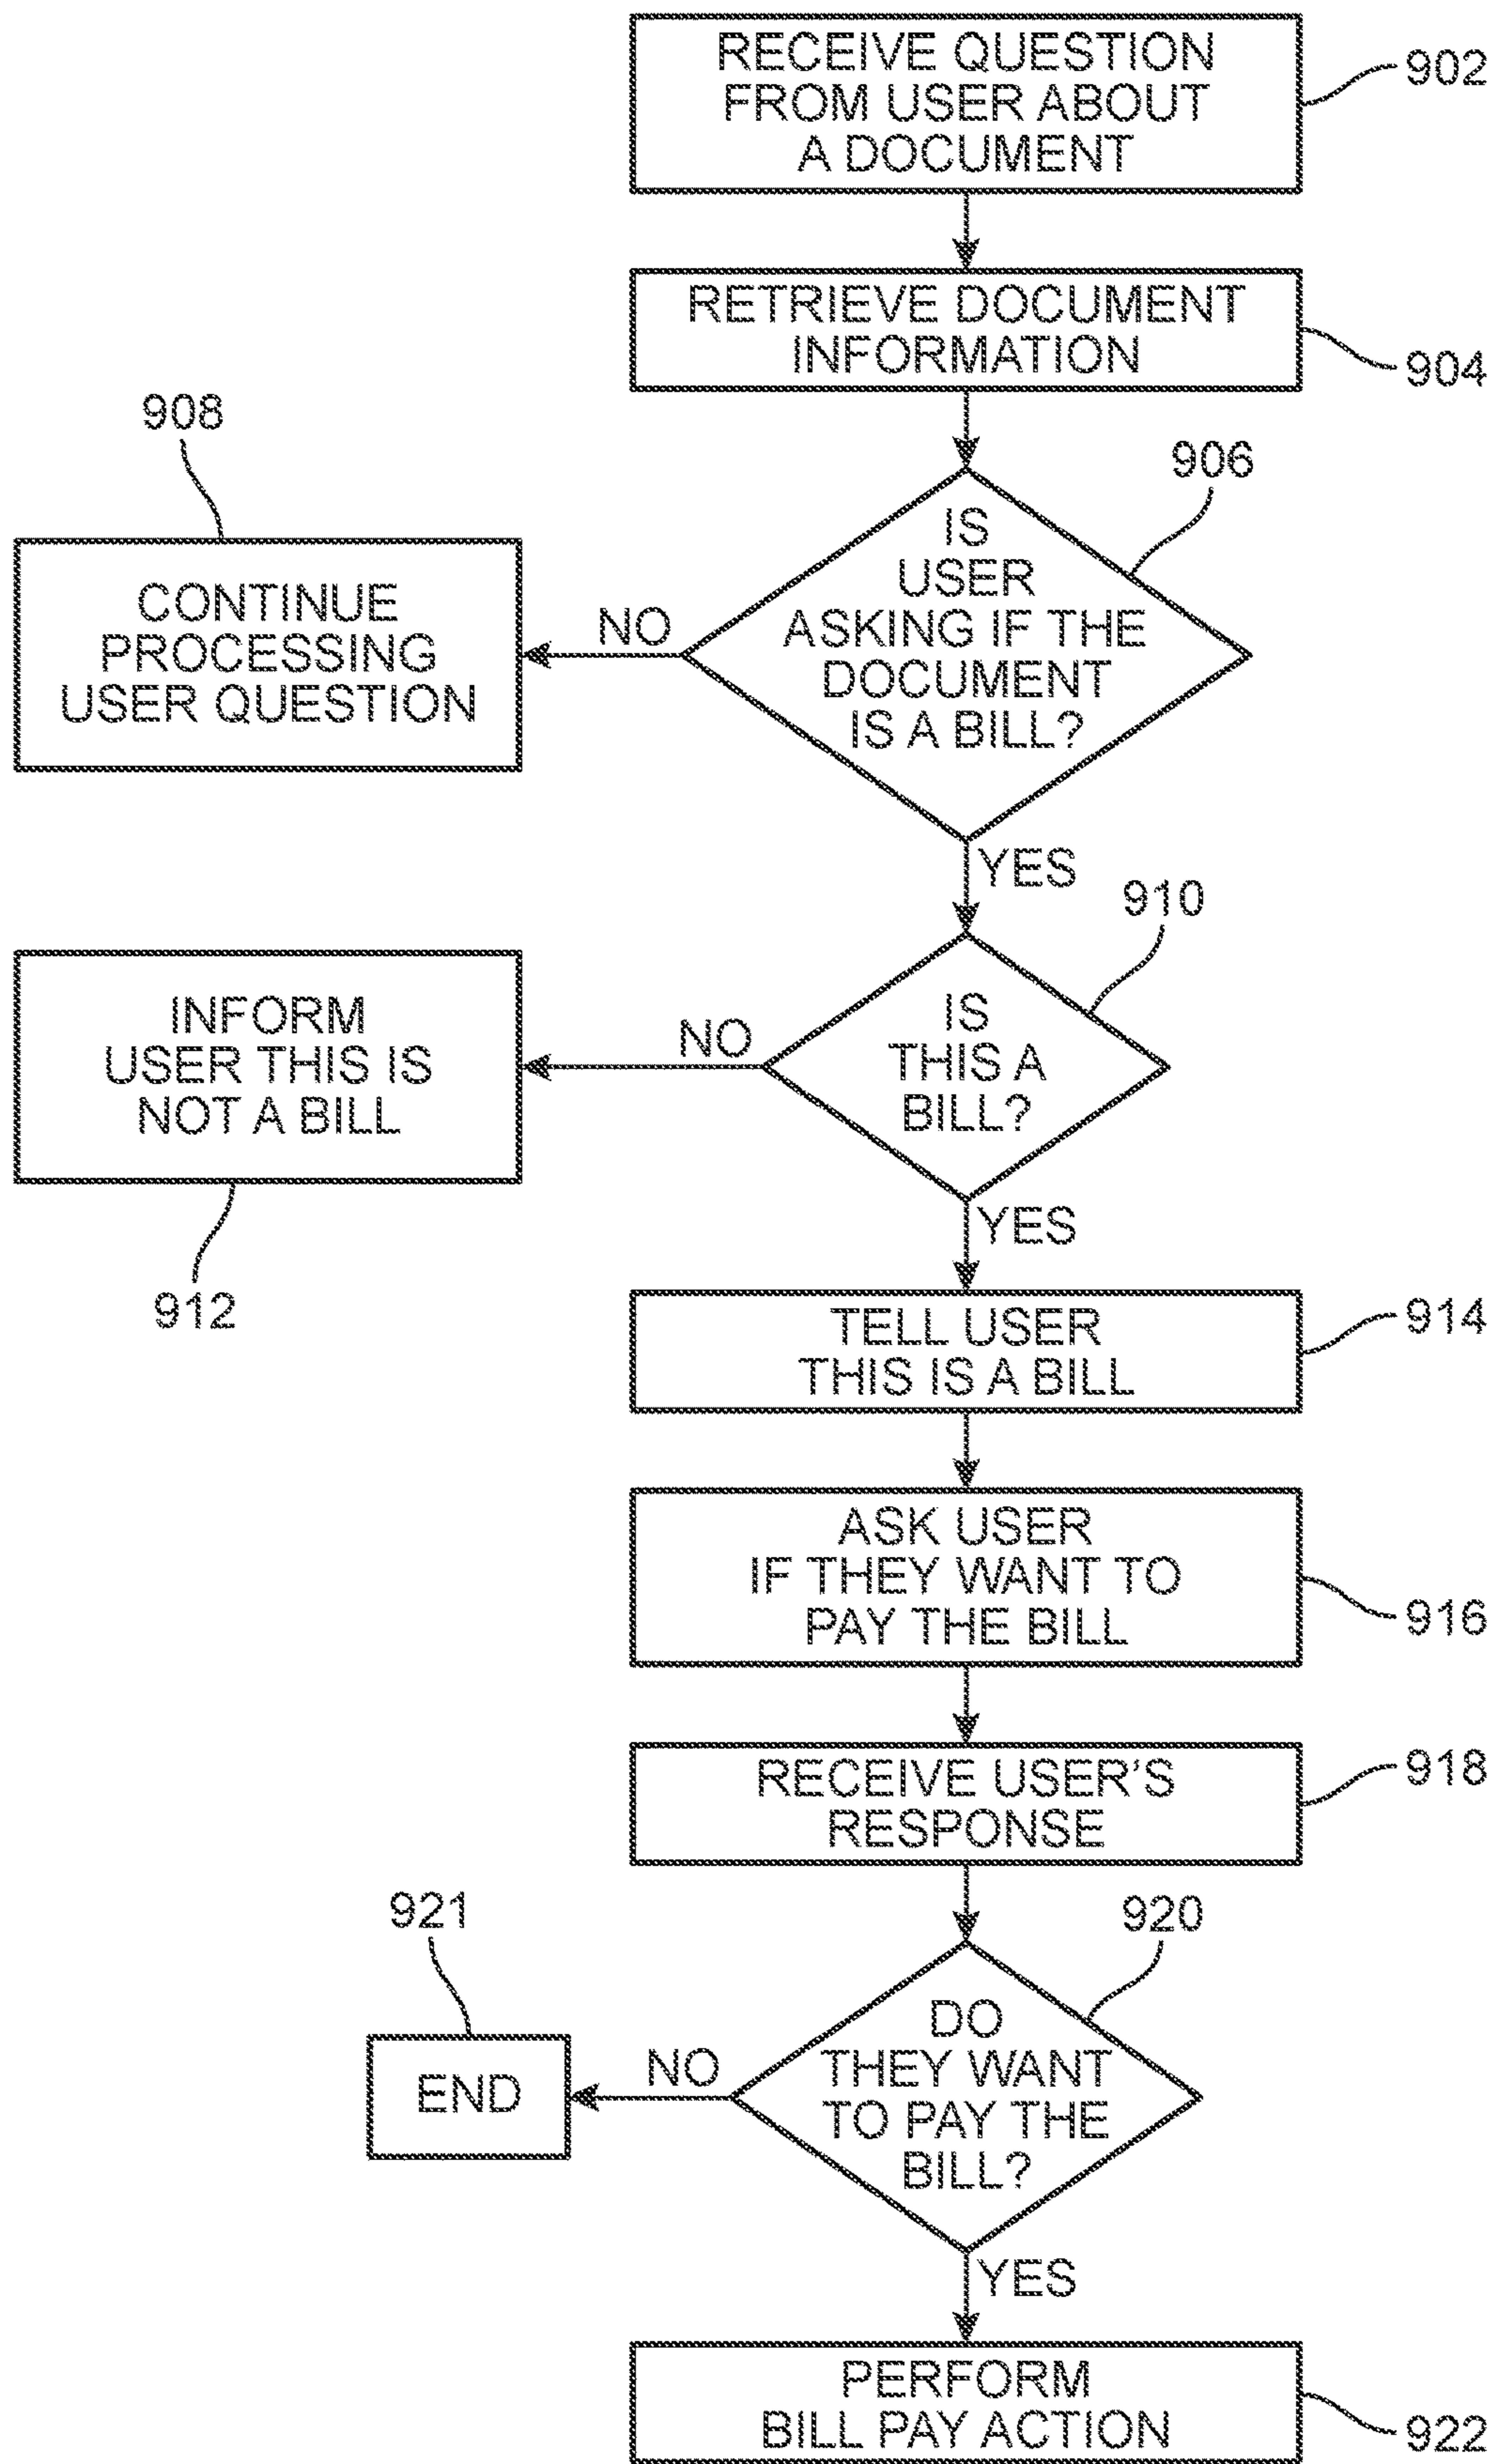 RECEIVE QUESTION
FROM USER ABOUT
A DOCUMENT
902
RETRIEVE DOCUMENT
INFORMATION
904
908
906
CONTINUE
PROCESSING
USER QUESTION
NO
IS
USER
ASKING IF THE
DOCUMENT
IS A BILL?
YES
910
INFORM
USER THIS IS
NOT A BILL
NO
IS
THIS A
BILL?
912
YES
TELL USER
THIS IS A BILL
914
ASK USER
IF THEY WANT TO
PAY THE BILL
916
RECEIVE USER'S
RESPONSE
918
921
920
END
NO
DO
THEY WANT
TO PAY THE
BILL?
YES
PERFORM
BILL PAY ACTION
922